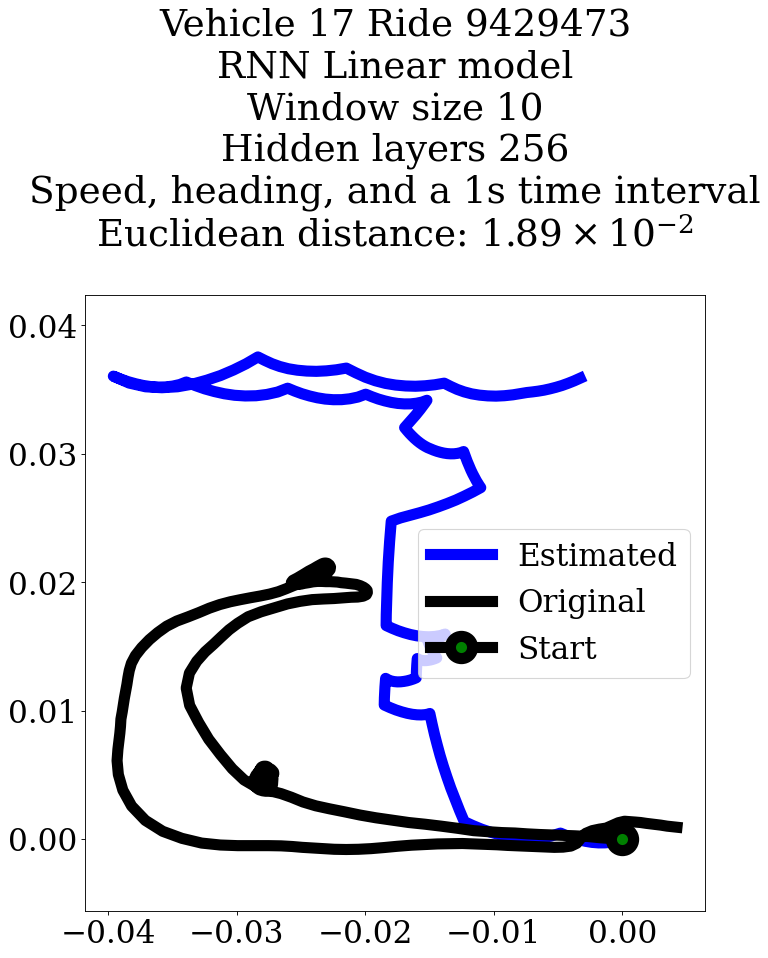 Vehicle 17 Ride 9429473
RNN Linear model
Window size 10
Hidden layers 256
Speed, heading, and a 1s time interval
Euclidean distance: 1.89 × 10⁻²
0.04
0.03
0.02
0.01
0.00
Estimated
Original
Start
−0.04 −0.03 −0.02 −0.01 0.00